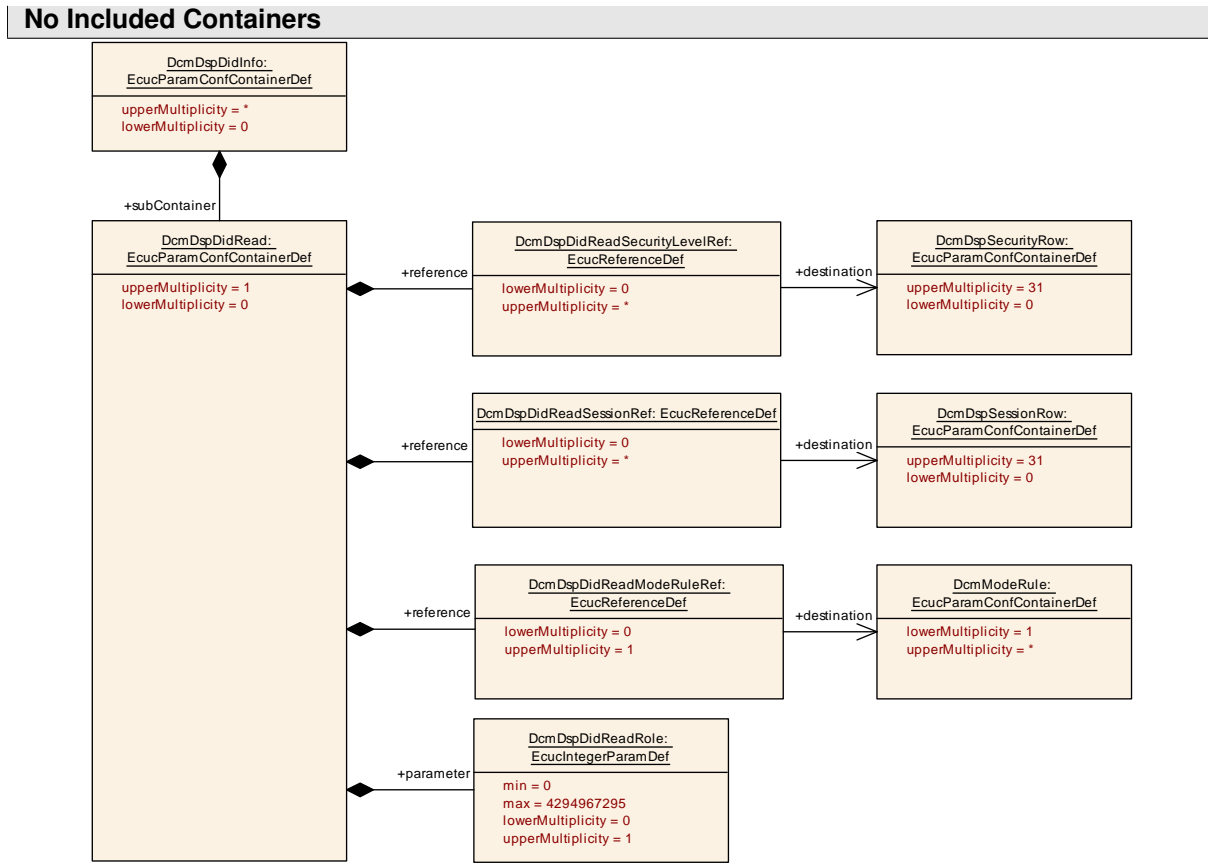 No Included Containers
DcmDspDidInfo:
EcucParamConfContainerDef
upperMultiplicity = *
lowerMultiplicity = 0
+subContainer
DcmDspDidRead:
EcucParamConfContainerDef
upperMultiplicity = 1
lowerMultiplicity = 0
+reference
DcmDspDidReadSecurityLevelRef:
EcucReferenceDef
lowerMultiplicity = 0
upperMultiplicity = *
+destination
DcmDspSecurityRow:
EcucParamConfContainerDef
upperMultiplicity = 31
lowerMultiplicity = 0
+reference
DcmDspDidReadSessionRef: EcucReferenceDef
lowerMultiplicity = 0
upperMultiplicity = *
+destination
DcmDspSessionRow:
EcucParamConfContainerDef
upperMultiplicity = 31
lowerMultiplicity = 0
+reference
DcmDspDidReadModeRuleRef:
EcucReferenceDef
lowerMultiplicity = 0
upperMultiplicity = 1
+destination
DcmModeRule:
EcucParamConfContainerDef
lowerMultiplicity = 1
upperMultiplicity = *
+parameter
DcmDspDidReadRole:
EcucIntegerParamDef
min = 0
max = 4294967295
lowerMultiplicity = 0
upperMultiplicity = 1